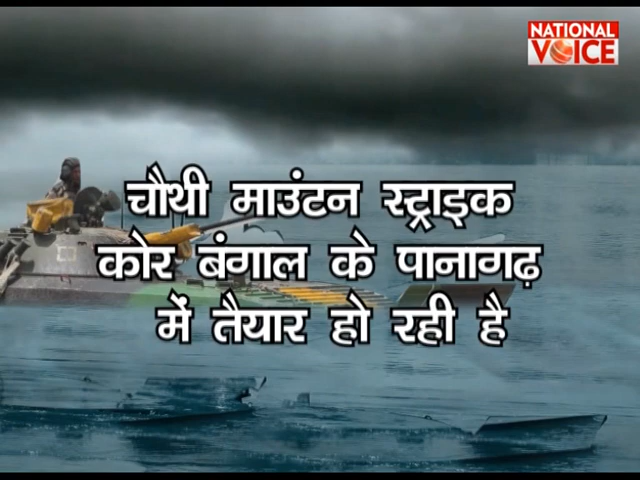 NATIONAL
VOICE
चौथी माउंटन स्ट्राइक
कोर बंगाल के पानागढ़
में तैयार हो रही है